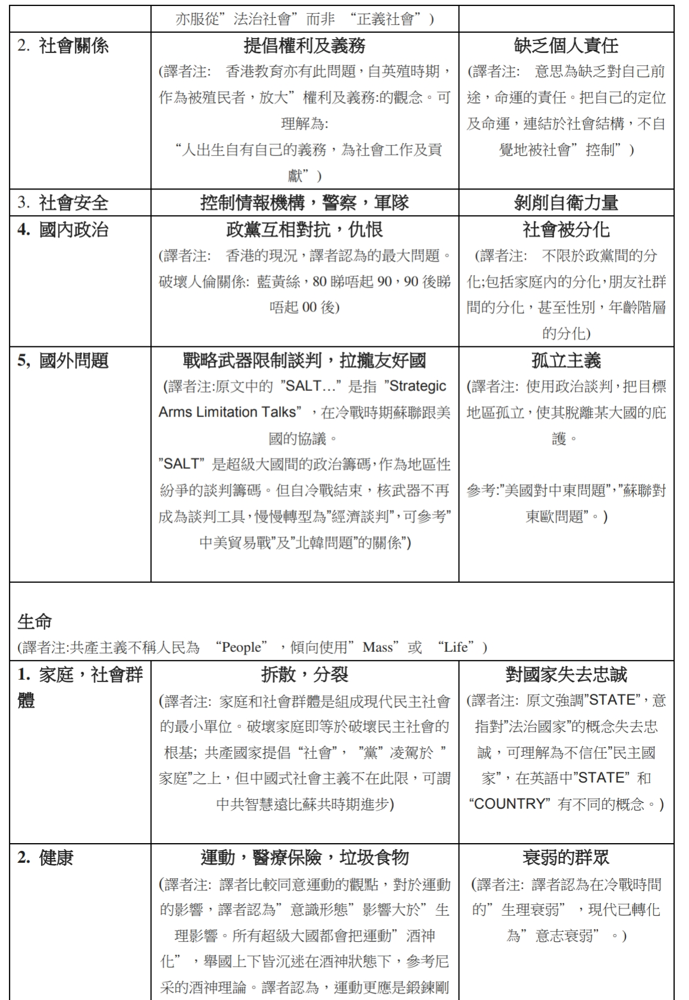 亦服從”法治社會”而非 “正義社會”)
2. 社會關係
提倡權利及義務
(譯者注: 香港教育亦有此問題，自英殖時期，
作為被殖民者，放大”權利及義務:的觀念。可
理解為:
“人出生自有自己的義務，為社會工作及貢
獻”)
缺乏個人責任
(譯者注: 意思為缺乏對自己前
途，命運的責任。把自己的定位
及命運，連結於社會結構，不自
覺地被社會”控制”)
3. 社會安全
控制情報機構，警察，軍隊
剝削自衛力量
4. 國內政治
政黨互相對抗，仇恨
(譯者注: 香港的現況，譯者認為的最大問題。
破壞人倫關係: 藍黃絲，80 睇唔起 90，90 後睇
唔起 00 後)
社會被分化
(譯者注: 不限於政黨間的分
化;包括家庭內的分化，朋友社群
間的分化，甚至性別，年齡階層
的分化)
5, 國外問題
戰略武器限制談判，拉攏友好國
(譯者注:原文中的 ”SALT…” 是指 ”Strategic
Arms Limitation Talks” ，在冷戰時期蘇聯跟美
國的協議。
”SALT” 是超級大國間的政治籌碼，作為地區性
紛爭的談判籌碼。但自冷戰結束，核武器不再
成為談判工具，慢慢轉型為”經濟談判”，可參考”
中美貿易戰”及”北韓問題”的關係”)
孤立主義
(譯者注: 使用政治談判，把目標
地區孤立，使其脫離某大國的庇
護。
參考:”美國對中東問題”，”蘇聯對
東歐問題”。)
生命
(譯者注:共產主義不稱人民為 “People” ，傾向使用”Mass”或 “Life”)
1. 家庭，社會群
體
拆散，分裂
(譯者注: 家庭和社會群體是組成現代民主社會
的最小單位。破壞家庭即等於破壞民主社會的
根基; 共產國家提倡 “社會”， ”黨” 凌駕於 ”
家庭”之上，但中國式社會主義不在此限，可謂
中共智慧遠比蘇共時期進步)
對國家失去忠誠
(譯者注: 原文強調”STATE”，意
指對”法治國家”的概念失去忠
誠，可理解為不信任”民主國
家”，在英語中”STATE” 和
“COUNTRY” 有不同的概念。)
2. 健康
運動，醫療保險，垃圾食物
(譯者注: 譯者比較同意運動的觀點，對於運動
的影響，譯者認為”意識形態”影響大於”生
理影響。所有超級大國都會把運動”酒神
化”，舉國上下皆沉迷在酒神狀態下，參考尼
采的酒神理論。譯者認為，運動更應是鍛鍊剛
衰弱的群眾
(譯者注: 譯者認為在冷戰時間
的”生理衰弱”，現代已轉化
為”意志衰弱”。)